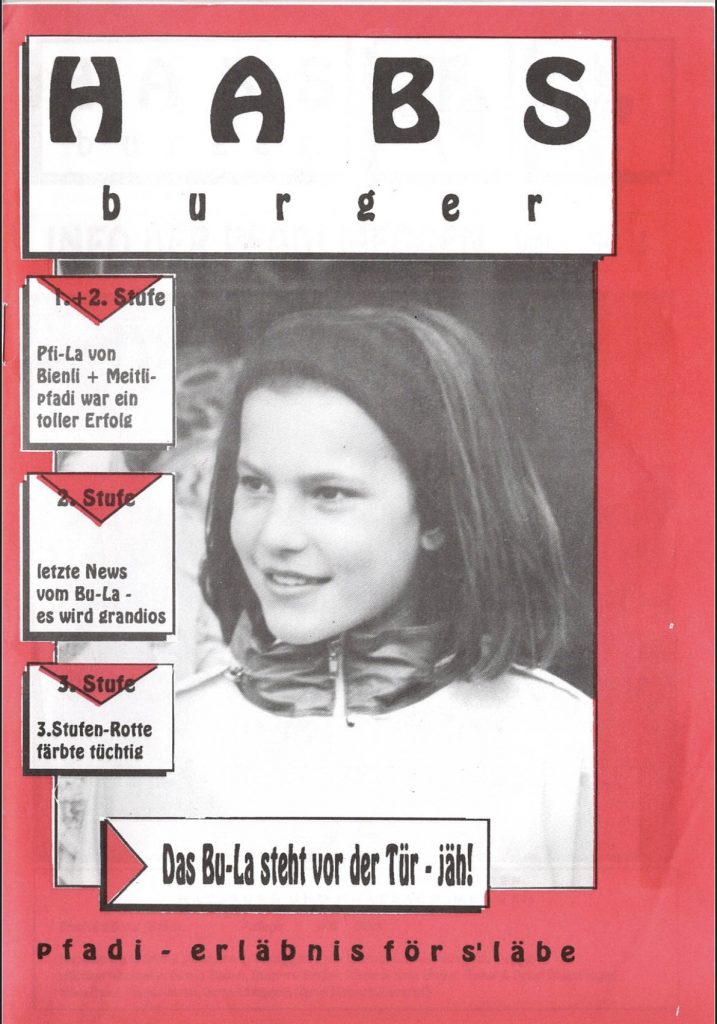 HABS
burger
1.+2. Stufe
Pfi-La von
Bienli + Meitli-
pfadi war ein
toller Erfolg
2. Stufe
letzte News
vom Bu-La -
es wird grandios
3. Stufe
3.Stufen-Rotte
färbte tüchtig
Das Bu-La steht vor der Tür - jäh!
pfadi - erläbnis för s'läbe